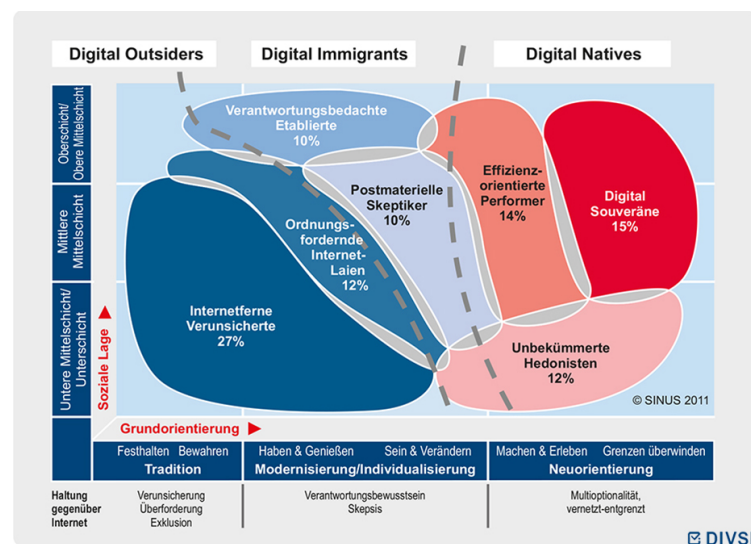 Digital Outsiders
Digital Immigrants
Digital Natives
Oberschicht/
Obere Mittelschicht
Mittlere
Mittelschicht
Untere Mittelschicht/
Unterschicht
Soziale Lage
Verantwortungsbedachte
Etablierte
10%
Postmaterielle
Skeptiker
10%
Effizienz-
orientierte
Performer
14%
Digital
Souveräne
15%
Ordnungs-
fordernde
Internet-
Laien
12%
Internetferne
Verunsicherte
27%
Unbekümmerte
Hedonisten
12%
© SINUS 2011
Grundorientierung
Festhalten Bewahren
Tradition
Haben & Genießen Sein & Verändern
Modernisierung/Individualisierung
Machen & Erleben Grenzen überwinden
Neuorientierung
Haltung
gegenüber
Internet
Verunsicherung
Überforderung
Exklusion
Verantwortungsbewusstsein
Skepsis
Multioptionalität,
vernetzt-entgrenzt
DIVS